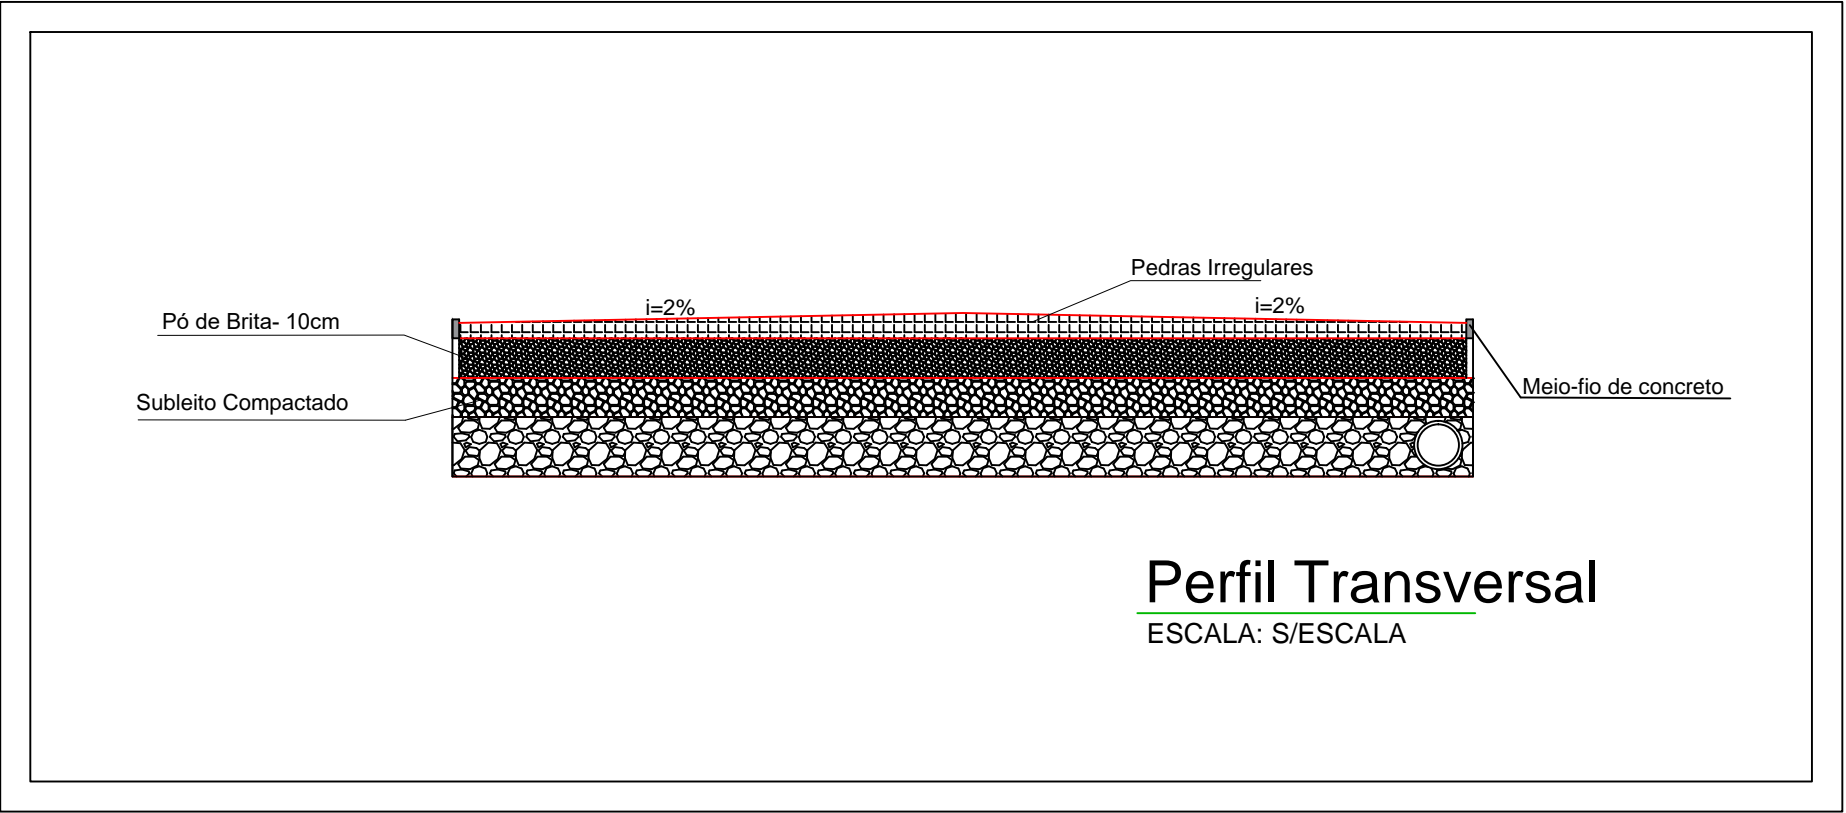 Pedras Irregulares
i=2%
i=2%
Pó de Brita- 10cm
Meio-fio de concreto
Subleito Compactado
Perfil Transversal
ESCALA: S/ESCALA